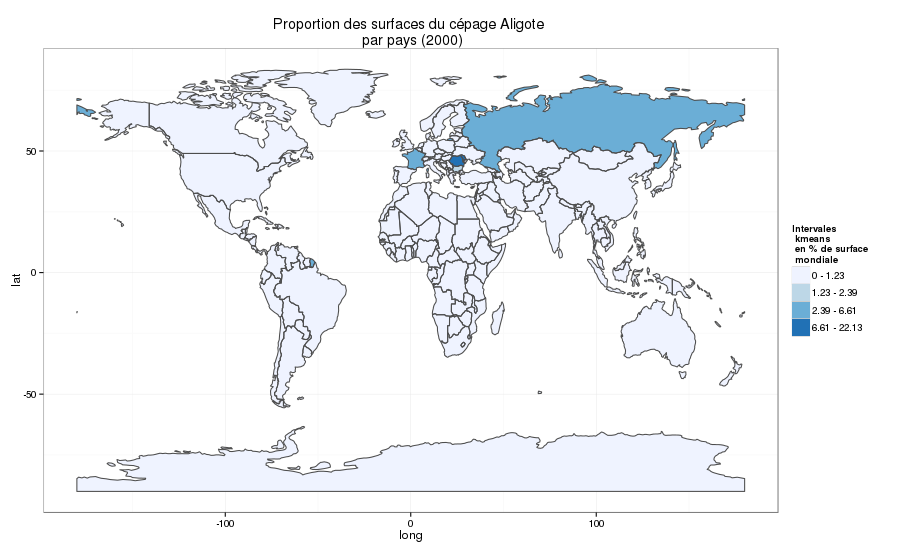 Proportion des surfaces du cépage Aligote
par pays (2000)
50
0
-50
lat
-100
0
100
long
Intervales
kmeans
en % de surface
mondiale
0 - 1.23
1.23 - 2.39
2.39 - 6.61
6.61 - 22.13